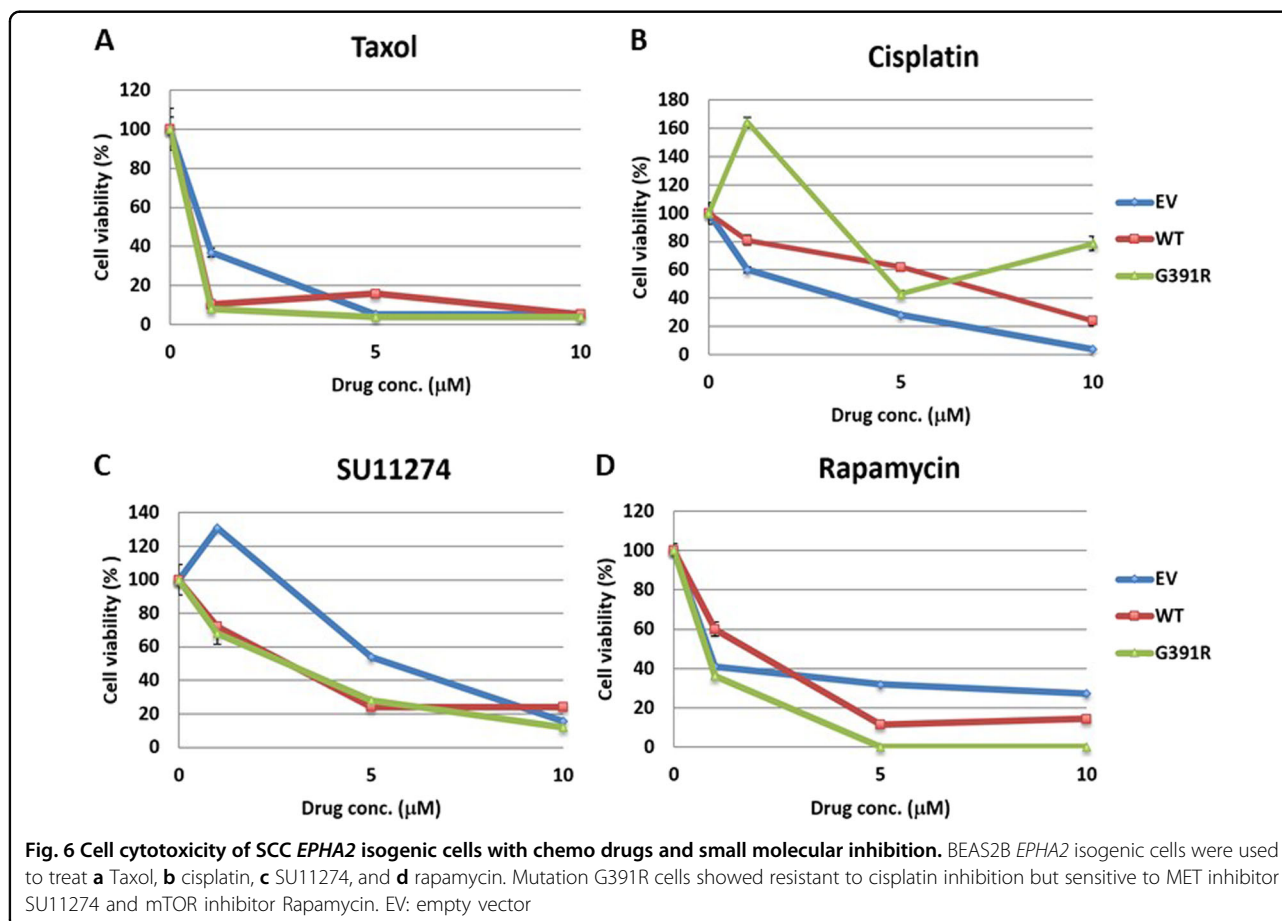 A
Taxol
Cell viability (% )
120
100
80
60
40
20
0
0
5
10
Drug conc. (µM)
B
Cisplatin
Cell viability (%)
180
160
140
120
100
80
60
40
20
0
0
5
10
Drug conc. (µM)
EV
WT
G391R
C
SU11274
Cell viability (% )
140
120
100
80
60
40
20
0
0
5
10
Drug conc. (µM)
D
Rapamycin
Cell viability (%)
120
100
80
60
40
20
0
0
5
10
Drug conc. (µM)
EV
WT
G391R
Fig. 6 Cell cytotoxicity of SCC EPHA2 isogenic cells with chemo drugs and small molecular inhibition. BEAS2B EPHA2 isogenic cells were used
to treat a Taxol, b cisplatin, c SU11274, and d rapamycin. Mutation G391R cells showed resistant to cisplatin inhibition but sensitive to MET inhibitor
SU11274 and mTOR inhibitor Rapamycin. EV: empty vector